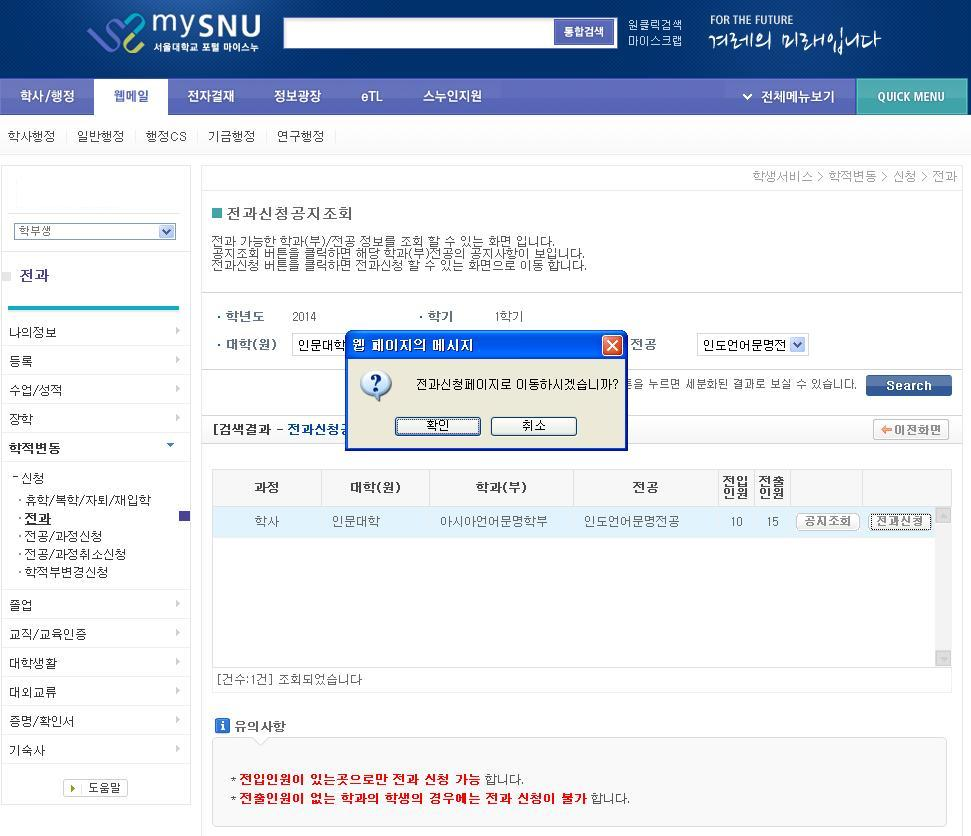 mySNU
서울대학교 포털 마이스누
통합검색
원클릭검색
마이스크랩
FOR THE FUTURE
겨레의 미래입니다
학사/행정 웹메일 전자결재 정보광장 eTL 스누인지원 전체메뉴보기 QUICK MENU
학사행정 일반행정 행정CS 기금행정 연구행정
학생서비스 > 학적변동 > 신청 > 전과
학부생
전과
나의정보
등록
수업/성적
장학
학적변동
- 신청
· 휴학/복학/자퇴/재입학
· 전과
· 전공/과정신청
· 전공/과정취소신청
· 학적부변경신청
졸업
교직/교육인증
대학생활
대외교류
증명/확인서
기숙사
도움말
전과신청공지조회
전과 가능한 학과(부)/전공 정보를 조회 할 수 있는 화면 입니다.
공지조회 버튼을 클릭하면 해당 학과(부)전공의 공지사항이 보입니다.
전과신청 버튼을 클릭하면 전과신청 할 수 있는 화면으로 이동 합니다.
· 학년도 2014 · 학기 1학기
· 대학(원) 인문대학 전공 인도언어문명전
을 누르면 세분화된 결과로 보실 수 있습니다. Search
웹 페이지의 메시지
전과신청페이지로 이동하시겠습니까?
확인 취소
[검색결과 - 전과신청공 이전화면
과정 대학(원) 학과(부) 전공 전입인원 전출인원
학사 인문대학 아시아언어문명학부 인도언어문명전공 10 15 공지조회 전과신청
[건수:1건] 조회되었습니다
유의사항
* 전입인원이 있는곳으로만 전과 신청 가능 합니다.
* 전출인원이 없는 학과의 학생의 경우에는 전과 신청이 불가 합니다.